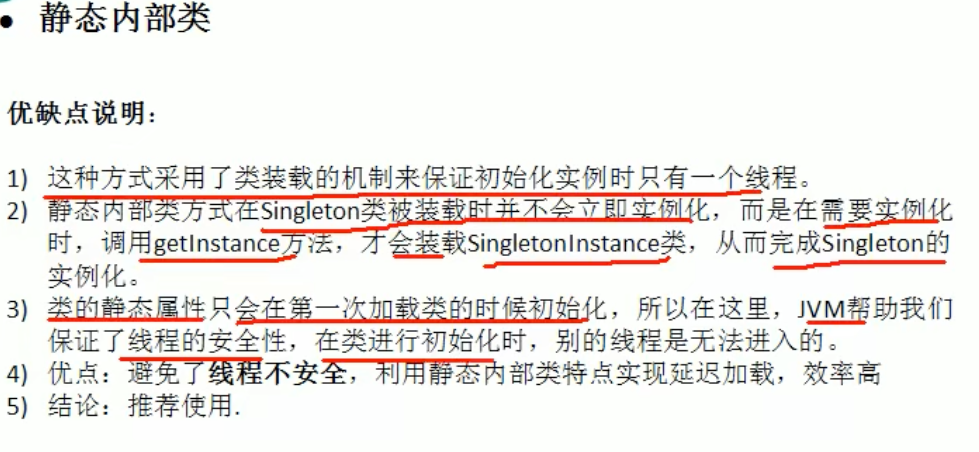 • 静态内部类
优缺点说明：
1) 这种方式采用了类装载的机制来保证初始化实例时只有一个线程。
2) 静态内部类方式在Singleton类被装载时并不会立即实例化，而是在需要实例化
时，调用getInstance方法，才会装载SingletonInstance类，从而完成Singleton的
实例化。
3) 类的静态属性只会在第一次加载类的时候初始化，所以在这里，JVM帮助我们
保证了线程的安全性，在类进行初始化时，别的线程是无法进入的。
4) 优点：避免了线程不安全，利用静态内部类特点实现延迟加载，效率高
5) 结论：推荐使用.